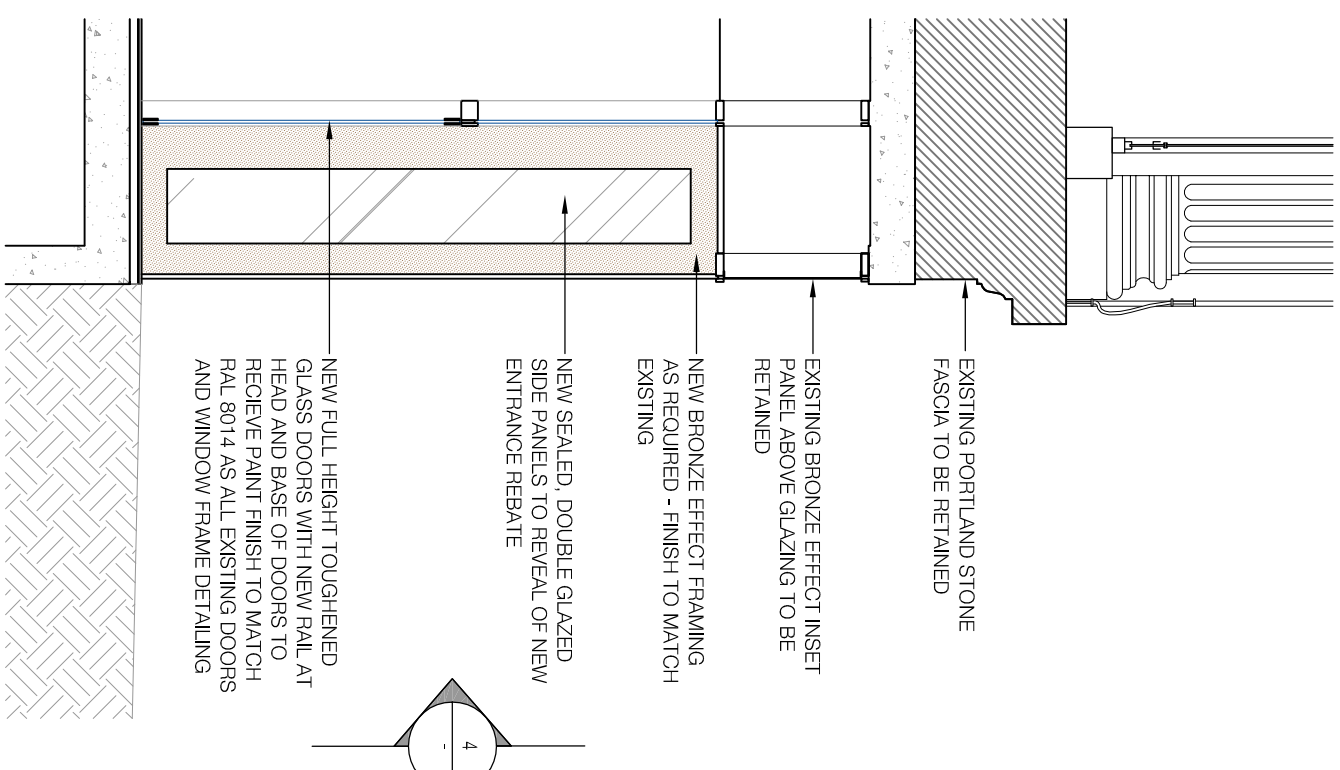 EXISTING PORTLAND STONE
FASCIA TO BE RETAINED
EXISTING BRONZE EFFECT INSET
PANEL ABOVE GLAZING TO BE
RETAINED
NEW BRONZE EFFECT FRAMING
AS REQUIRED - FINISH TO MATCH
EXISTING
NEW SEALED, DOUBLE GLAZED
SIDE PANELS TO REVEAL OF NEW
ENTRANCE REBATE
NEW FULL HEIGHT TOUGHENED
GLASS DOORS WITH NEW RAIL AT
HEAD AND BASE OF DOORS TO
RECIEVE PAINT FINISH TO MATCH
RAL 8014 AS ALL EXISTING DOORS
AND WINDOW FRAME DETAILING
4
-